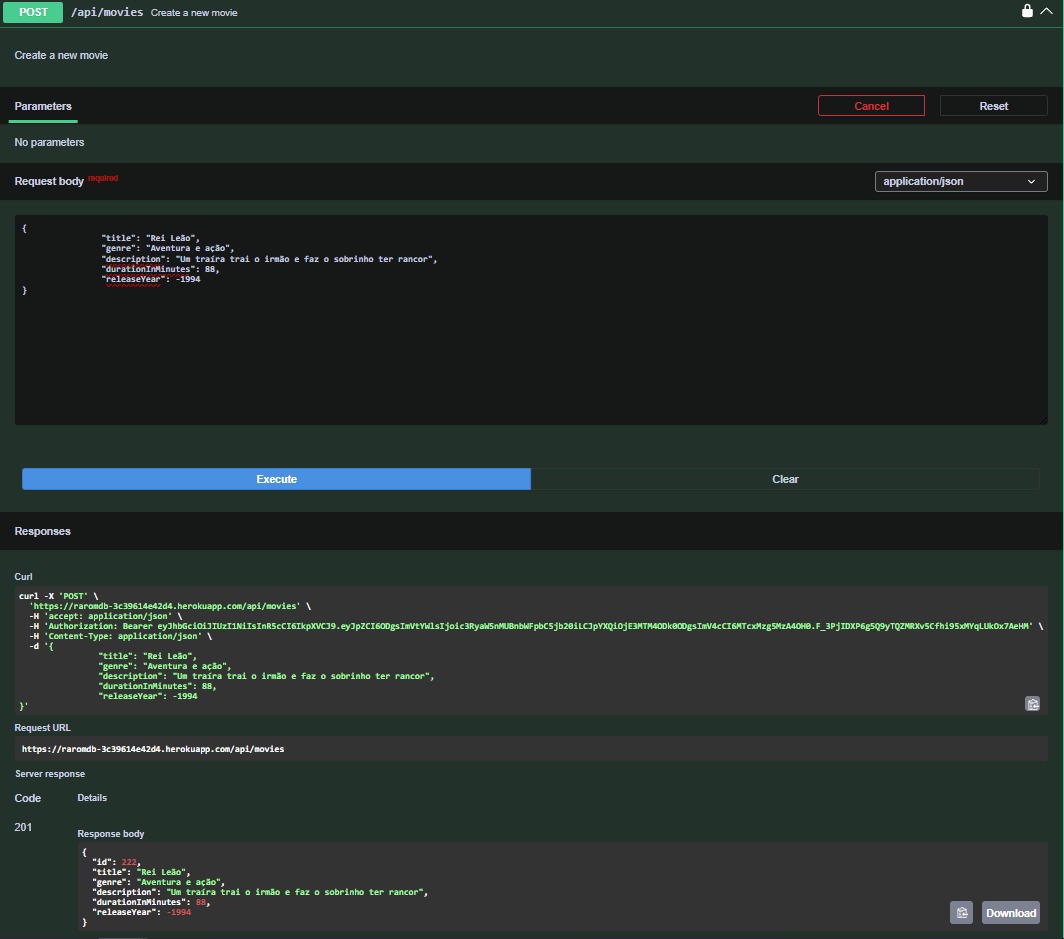 POST /api/movies Create a new movie
Create a new movie
Parameters
Cancel
Reset
No parameters
Request body required
application/json
{
"title": "Rei Leão",
"genre": "Aventura e ação",
"description": "Um traíra trai o irmão e faz o sobrinho ter rancor",
"durationInMinutes": 88,
"releaseYear": -1994
}
Execute
Clear
Responses
Curl
curl -X 'POST' \
'https://raromdb-3c39614e42d4.herokuapp.com/api/movies' \
-H 'accept: application/json' \
-H 'Authorization: Bearer
-H 'Content-Type: application/json' \
-d '{
"title": "Rei Leão",
"genre": "Aventura e ação",
"description": "Um traíra trai o irmão e faz o sobrinho ter rancor",
"durationInMinutes": 88,
"releaseYear": -1994
}'
Request URL
https://raromdb-3c39614e42d4.herokuapp.com/api/movies
Server response
Code
Details
201
Response body
{
"id": 222,
"title": "Rei Leão",
"genre": "Aventura e ação",
"description": "Um traíra trai o irmão e faz o sobrinho ter rancor",
"durationInMinutes": 88,
"releaseYear": -1994
}
Download